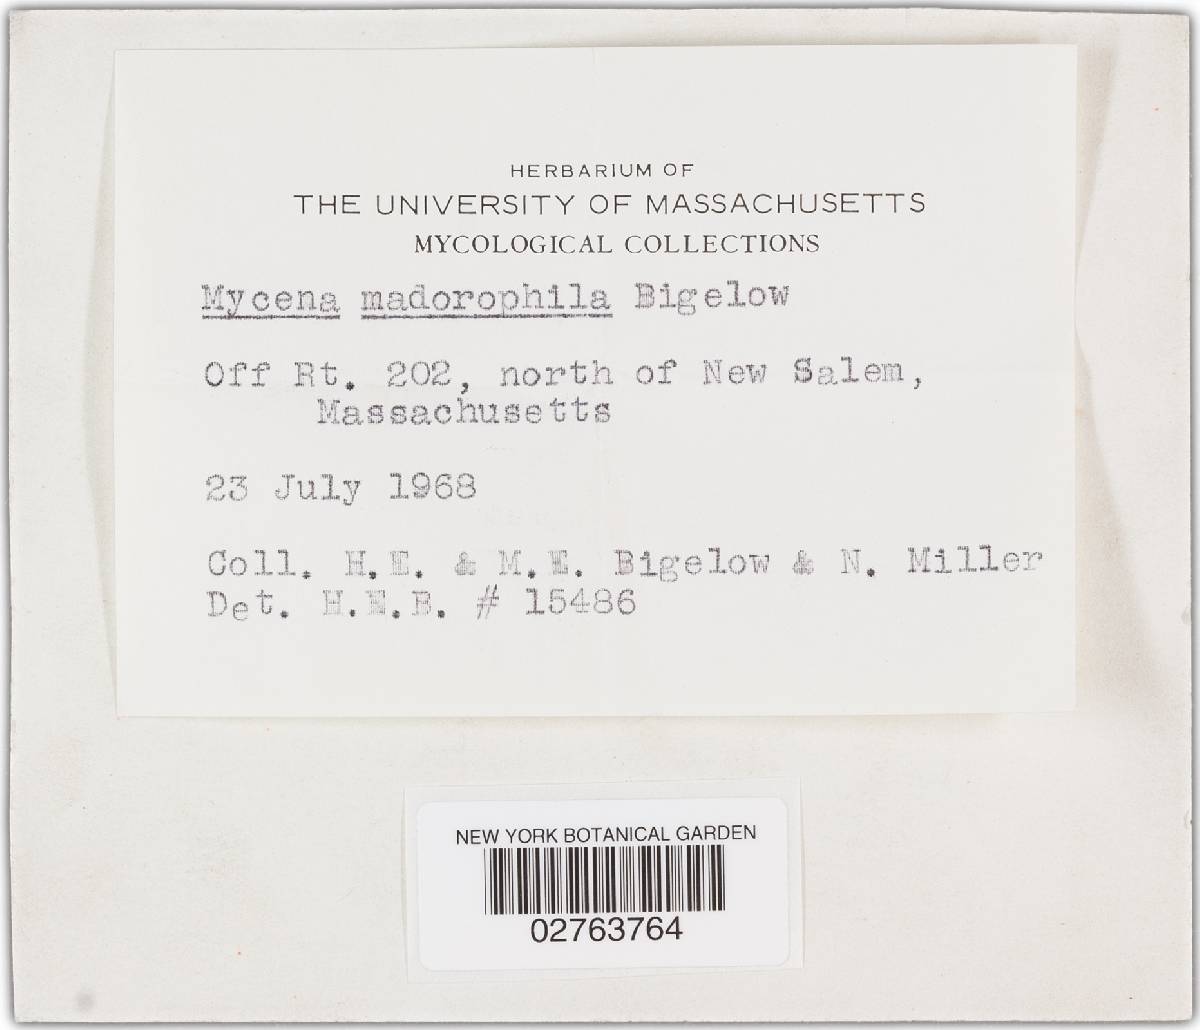 HERBARIUM OF
THE UNIVERSITY OF MASSACHUSETTS
MYCOLOGICAL COLLECTIONS
Mycena madorophila Bigelow
Off Rt. 202, north of New Salem,
Massachusetts
23 July 1968
Coll. H.E. & M.E. Bigelow & N. Miller
Det. H.E.B. # 15486
NEW YORK BOTANICAL GARDEN
02763764